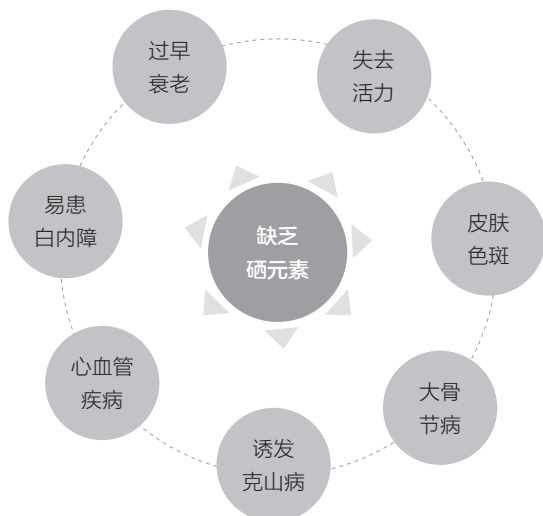 过早
衰老
失去
活力
易患
白内障
缺乏
硒元素
皮肤
色斑
心血管
疾病
大骨
节病
诱发
克山病